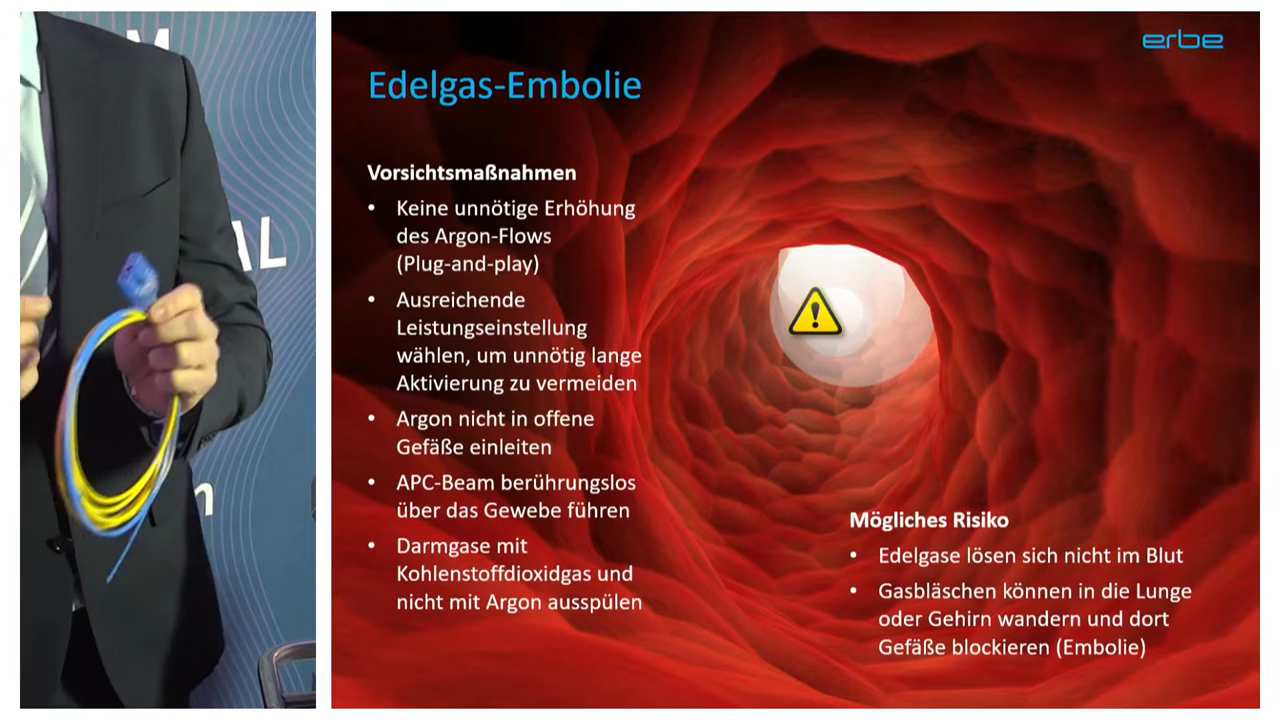 M
AL
n
erbe
Edelgas-Embolie
Vorsichtsmaßnahmen
• Keine unnötige Erhöhung
des Argon-Flows
(Plug-and-play)
• Ausreichende
Leistungseinstellung
wählen, um unnötig lange
Aktivierung zu vermeiden
• Argon nicht in offene
Gefäße einleiten
• APC-Beam berührungslos
über das Gewebe führen
• Darmgase mit
Kohlenstoffdioxidgas und
nicht mit Argon ausspülen
Mögliches Risiko
• Edelgase lösen sich nicht im Blut
• Gasbläschen können in die Lunge
oder Gehirn wandern und dort
Gefäße blockieren (Embolie)